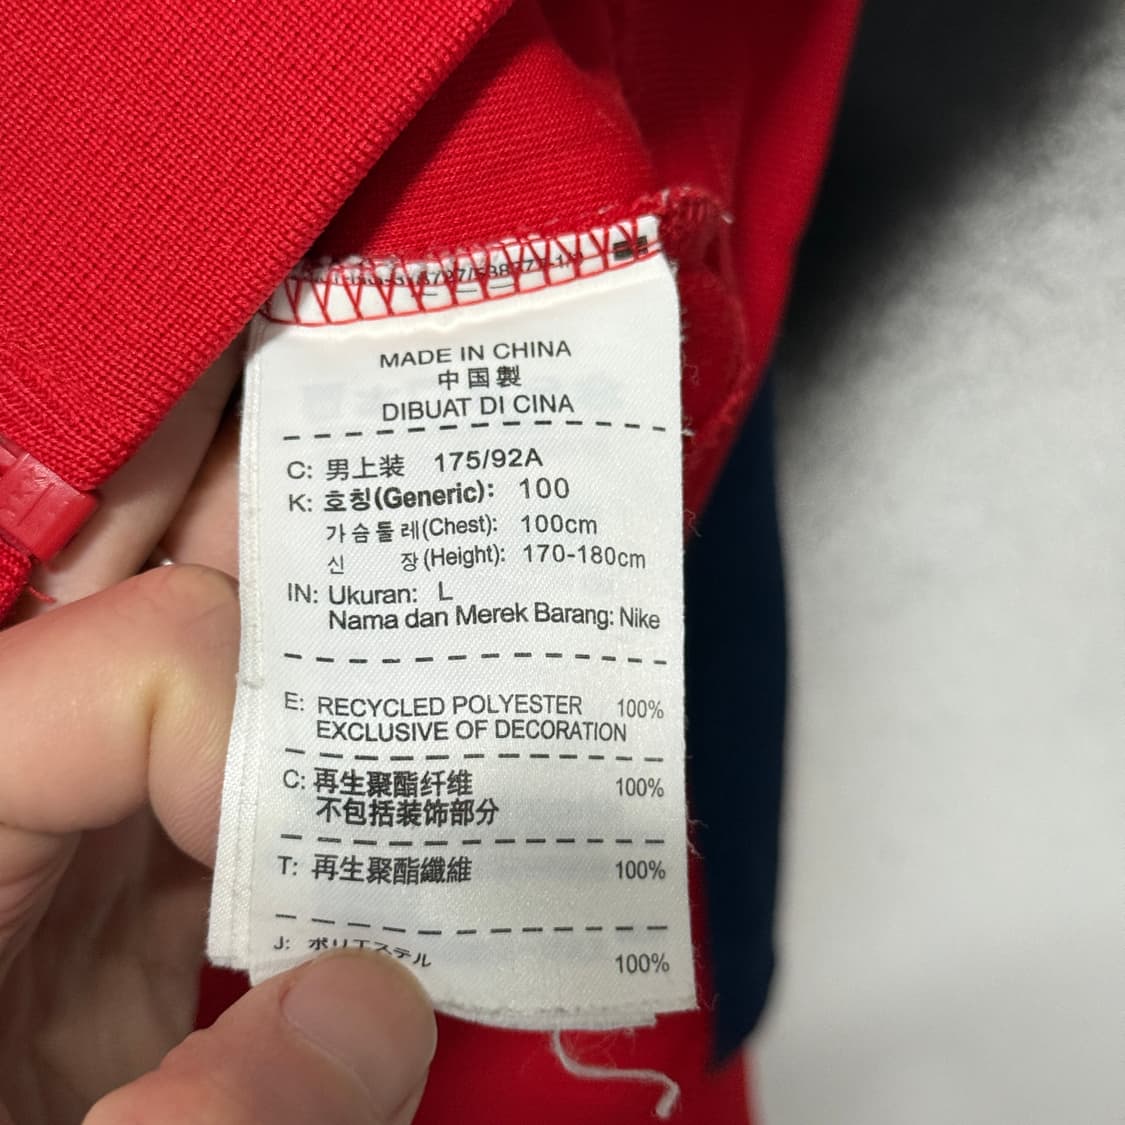 MADE IN CHINA
中国製
DIBUAT DI CINA
C: 男上装 175/92A
K: 호칭(Generic): 100
가슴둘레(Chest): 100cm
신 장(Height): 170-180cm
IN: Ukuran: L
Nama dan Merek Barang: Nike
E: RECYCLED POLYESTER 100%
EXCLUSIVE OF DECORATION
C: 再生聚酯纤维 100%
不包括装饰部分
T: 再生聚酯纖維 100%
J: ポリエステル 100%